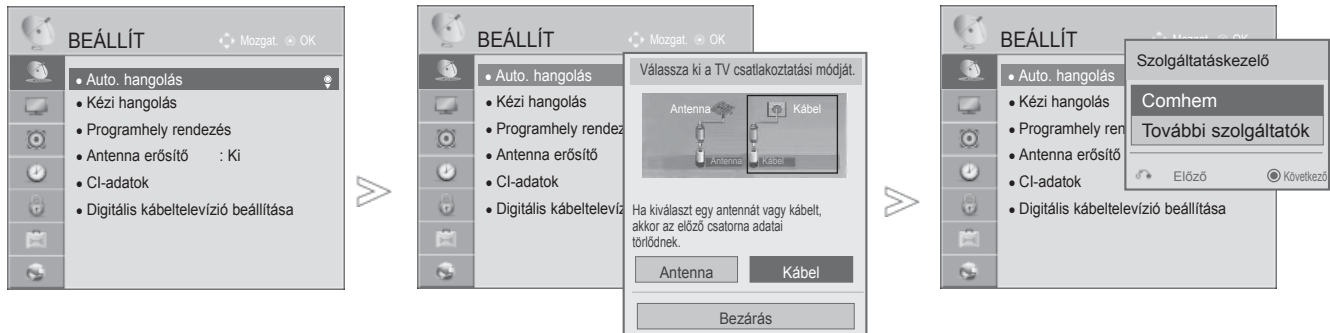 BEÁLLÍT
Mozgat. OK
● Auto. hangolás
● Kézi hangolás
● Programhely rendezés
● Antenna erősítő : Ki
● CI-adatok
● Digitális kábeltelevízió beállítása
BEÁLLÍT
Mozgat. OK
● Auto. hangolás
● Kézi hangolás
● Programhely rendez
● Antenna erősítő
● CI-adatok
● Digitális kábeltelevíz
Válassza ki a TV csatlakoztatási módját.
Antenna
Kábel
Antenna
Kábel
Ha kiválaszt egy antennát vagy kábelt,
akkor az előző csatorna adatai
törlődnek.
Antenna
Kábel
Bezárás
BEÁLLÍT
Mozgat. OK
● Auto. hangolás
● Kézi hangolás
● Programhely ren
● Antenna erősítő
● CI-adatok
● Digitális kábeltelevízió beállítása
Szolgáltatáskezelő
Comhem
További szolgáltatók
Előző
Következő